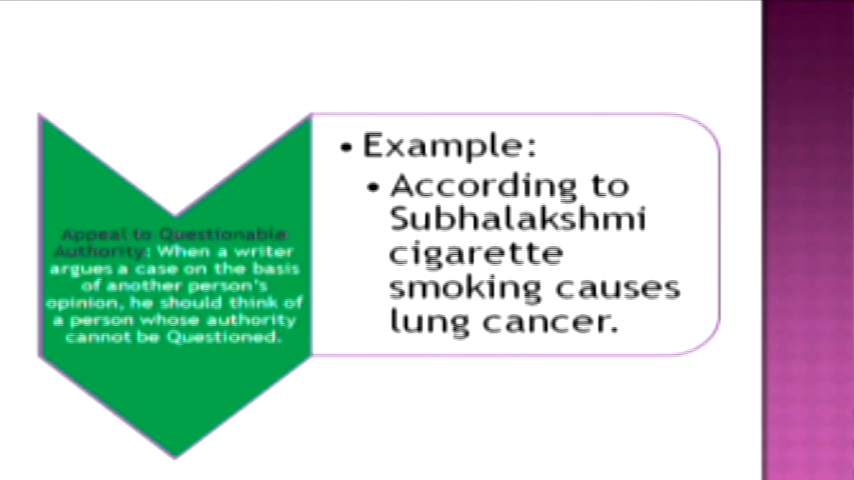 Appeal to Questionable
Authority: When a writer
argues a case on the basis
of another person's
opinion, he should think of
a person whose authority
cannot be Questioned.
• Example:
• According to
Subhalakshmi
cigarette
smoking causes
lung cancer.